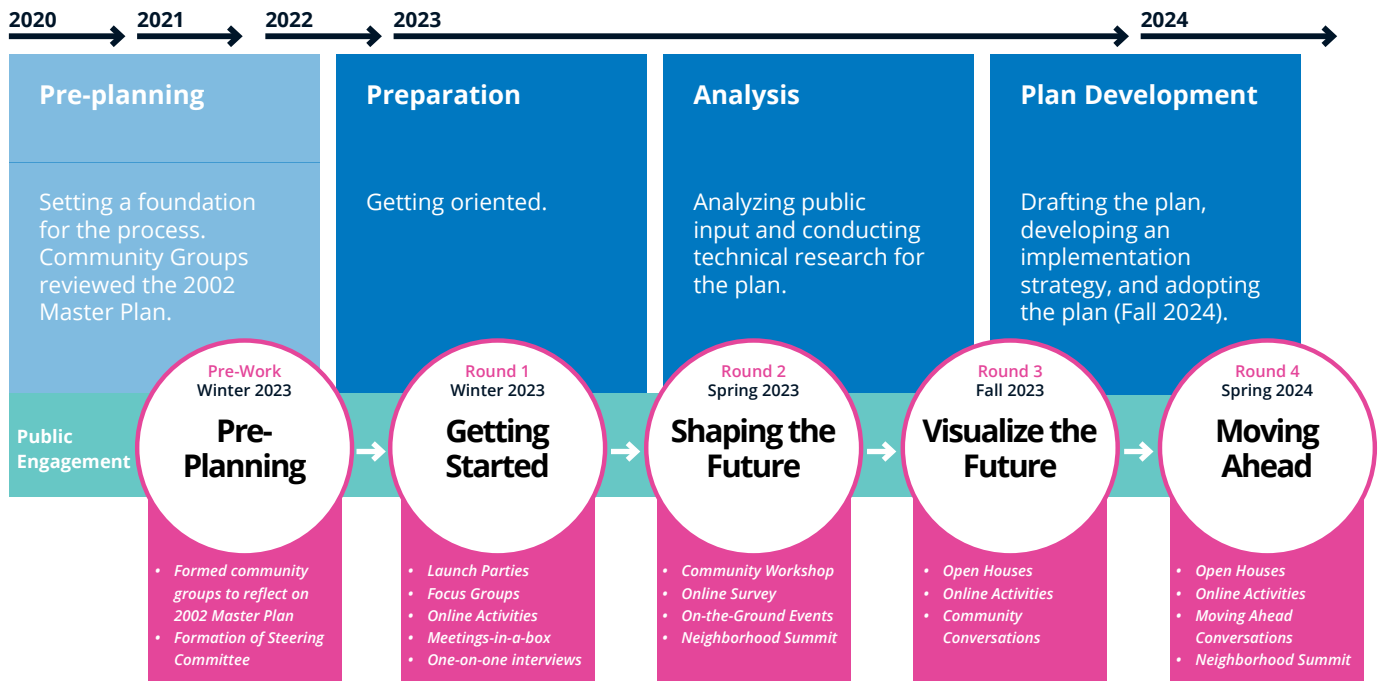 2020
2021
2022
2023
2024
Pre-planning
Setting a foundation
for the process.
Community Groups
reviewed the 2002
Master Plan.
Preparation
Getting oriented.
Analysis
Analyzing public
input and conducting
technical research for
the plan.
Plan Development
Drafting the plan,
developing an
implementation
strategy, and adopting
the plan (Fall 2024).
Public
Engagement
Pre-Work
Winter 2023
Pre-
Planning
• Formed community
groups to reflect on
2002 Master Plan
• Formation of Steering
Committee
Round 1
Winter 2023
Getting
Started
• Launch Parties
• Focus Groups
• Online Activities
• Meetings-in-a-box
• One-on-one interviews
Round 2
Spring 2023
Shaping the
Future
• Community Workshop
• Online Survey
• On-the-Ground Events
• Neighborhood Summit
Round 3
Fall 2023
Visualize the
Future
• Open Houses
• Online Activities
• Community
Conversations
Round 4
Spring 2024
Moving
Ahead
• Open Houses
• Online Activities
• Moving Ahead
Conversations
• Neighborhood Summit